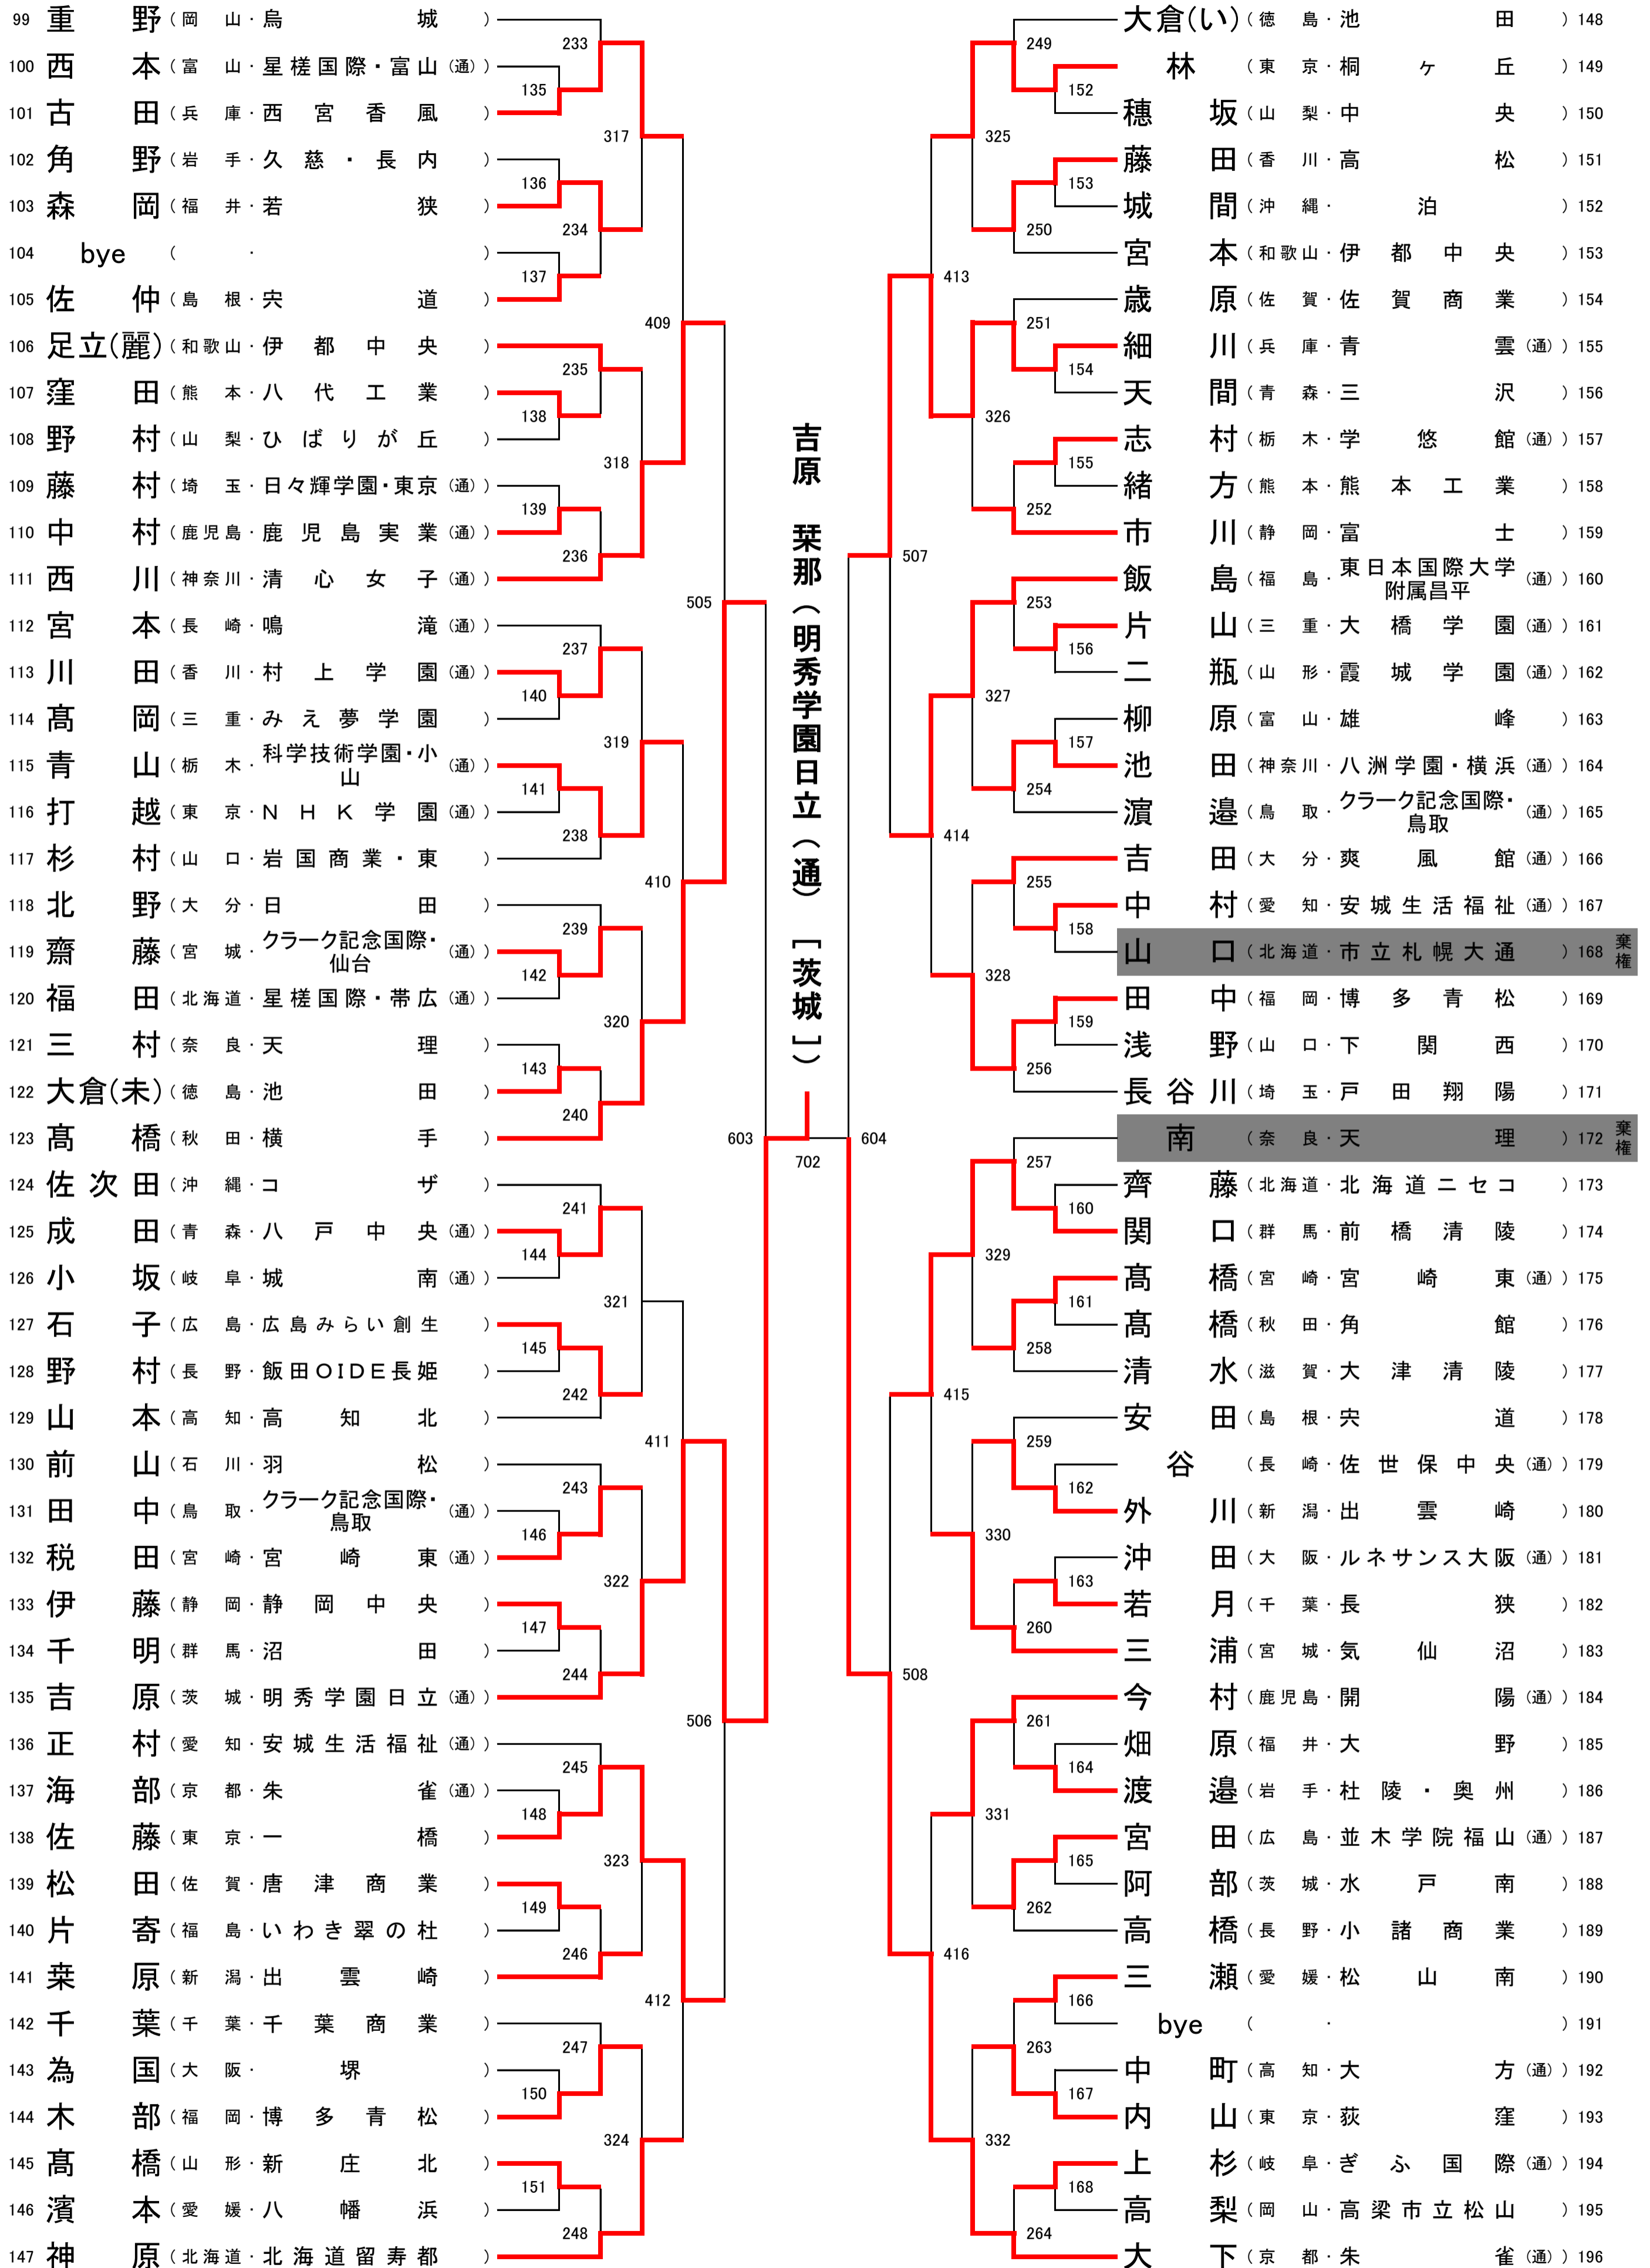 99 重野 (岡山・烏城)
100 西本 (富山・星槎国際・富山(通))
101 古田 (兵庫・西宮香風)
102 角野 (岩手・久慈・長内)
103 森岡 (福井・若狭)
104 bye ( ・ )
105 佐仲 (島根・宍道)
106 足立(麗) (和歌山・伊都中央)
107 窪田 (熊本・八代工業)
108 野村 (山梨・ひばりが丘)
109 藤村 (埼玉・日々輝学園・東京(通))
110 中村 (鹿児島・鹿児島実業(通))
111 西川 (神奈川・清心女子(通))
112 宮本 (長崎・鳴滝(通))
113 川田 (香川・村上学園(通))
114 髙岡 (三重・みえ夢学園)
115 青山 (栃木・科学技術学園・小山(通))
116 打越 (東京・NHK学園(通))
117 杉村 (山口・岩国商業・東)
118 北野 (大分・日田)
119 齋藤 (宮城・クラーク記念国際・仙台(通))
120 福田 (北海道・星槎国際・帯広(通))
121 三村 (奈良・天理)
122 大倉(未) (徳島・池田)
123 髙橋 (秋田・横手)
124 佐次田 (沖縄・コザ)
125 成田 (青森・八戸中央(通))
126 小坂 (岐阜・城南(通))
127 石子 (広島・広島みらい創生)
128 野村 (長野・飯田OIDE長姫)
129 山本 (高知・高知北)
130 前山 (石川・羽松)
131 田中 (鳥取・クラーク記念国際・鳥取(通))
132 税田 (宮崎・宮崎東(通))
133 伊藤 (静岡・静岡中央)
134 千明 (群馬・沼田)
135 吉原 (茨城・明秀学園日立(通))
136 正村 (愛知・安城生活福祉(通))
137 海部 (京都・朱雀(通))
138 佐藤 (東京・一橋)
139 松田 (佐賀・唐津商業)
140 片寄 (福島・いわき翠の杜)
141 桒原 (新潟・出雲崎)
142 千葉 (千葉・千葉商業)
143 為国 (大阪・堺)
144 木部 (福岡・博多青松)
145 髙橋 (山形・新庄北)
146 濱本 (愛媛・八幡浜)
147 神原 (北海道・北海道留寿都)
233
135
317
136
234
137
409
235
138
318
139
236
505
237
140
319
141
238
410
239
142
320
143
240
603
241
144
321
145
242
411
243
146
322
147
244
506
245
148
323
149
246
412
247
150
324
151
248
吉原 栞那(明秀学園日立(通) [茨城])
702
604
249
152
325
153
250
413
251
154
326
155
252
507
253
156
327
157
254
414
255
158
328
159
256
257
160
329
161
258
415
259
162
330
163
260
508
261
164
331
165
262
416
166
263
167
332
168
264
大倉(い) (徳島・池田) 148
林 (東京・桐ヶ丘) 149
穗坂 (山梨・中央) 150
藤田 (香川・高松) 151
城間 (沖縄・泊) 152
宮本 (和歌山・伊都中央) 153
歳原 (佐賀・佐賀商業) 154
細川 (兵庫・青雲(通)) 155
天間 (青森・三沢) 156
志村 (栃木・学悠館(通)) 157
緒方 (熊本・熊本工業) 158
市川 (静岡・富士) 159
飯島 (福島・東日本国際大学附属昌平(通)) 160
片山 (三重・大橋学園(通)) 161
二瓶 (山形・霞城学園(通)) 162
柳原 (富山・雄峰) 163
池田 (神奈川・八洲学園・横浜(通)) 164
濵邉 (鳥取・クラーク記念国際・鳥取(通)) 165
吉田 (大分・爽風館(通)) 166
中村 (愛知・安城生活福祉(通)) 167
山口 (北海道・市立札幌大通) 168 棄権
田中 (福岡・博多青松) 169
浅野 (山口・下関西) 170
長谷川 (埼玉・戸田翔陽) 171
南 (奈良・天理) 172 棄権
齊藤 (北海道・北海道ニセコ) 173
関口 (群馬・前橋清陵) 174
髙橋 (宮崎・宮崎東(通)) 175
髙橋 (秋田・角館) 176
清水 (滋賀・大津清陵) 177
安田 (島根・宍道) 178
谷 (長崎・佐世保中央(通)) 179
外川 (新潟・出雲崎) 180
沖田 (大阪・ルネサンス大阪(通)) 181
若月 (千葉・長狭) 182
三浦 (宮城・気仙沼) 183
今村 (鹿児島・開陽(通)) 184
畑原 (福井・大野) 185
渡邉 (岩手・杜陵・奥州) 186
宮田 (広島・並木学院福山(通)) 187
阿部 (茨城・水戸南) 188
高橋 (長野・小諸商業) 189
三瀬 (愛媛・松山南) 190
bye ( ・ ) 191
中町 (高知・大方(通)) 192
内山 (東京・荻窪) 193
上杉 (岐阜・ぎふ国際(通)) 194
高梨 (岡山・高梁市立松山) 195
大下 (京都・朱雀(通)) 196